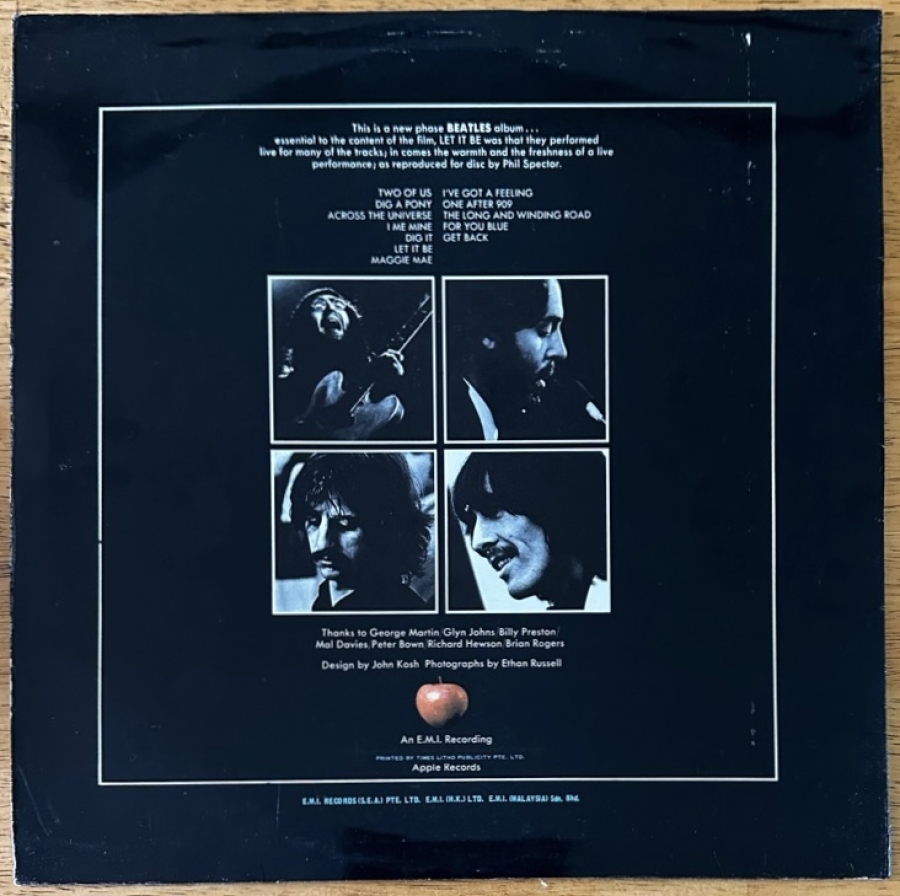 This is a new phase BEATLES album...
essential to the content of the film, LET IT BE was that they performed
live for many of the tracks; in comes the warmth and the freshness of a live
performance; as reproduced for disc by Phil Spector.
TWO OF US
DIG A PONY
ACROSS THE UNIVERSE
I ME MINE
DIG IT
LET IT BE
MAGGIE MAE
I'VE GOT A FEELING
ONE AFTER 909
THE LONG AND WINDING ROAD
FOR YOU BLUE
GET BACK
Thanks to George Martin/Glyn Johns/Billy Preston/
Mal Davies/Peter Bown/Richard Hewson/Brian Rogers
Design by John Kosh Photographs by Ethan Russell
An E.M.I. Recording
PRINTED BY TIMES LITHO PUBLICITY PTE. LTD.
Apple Records
E.M.I. RECORDS (S.E.A.) PTE. LTD. E.M.I. (H.K.) LTD. E.M.I. (MALAYSIA) Sdn. Bhd.